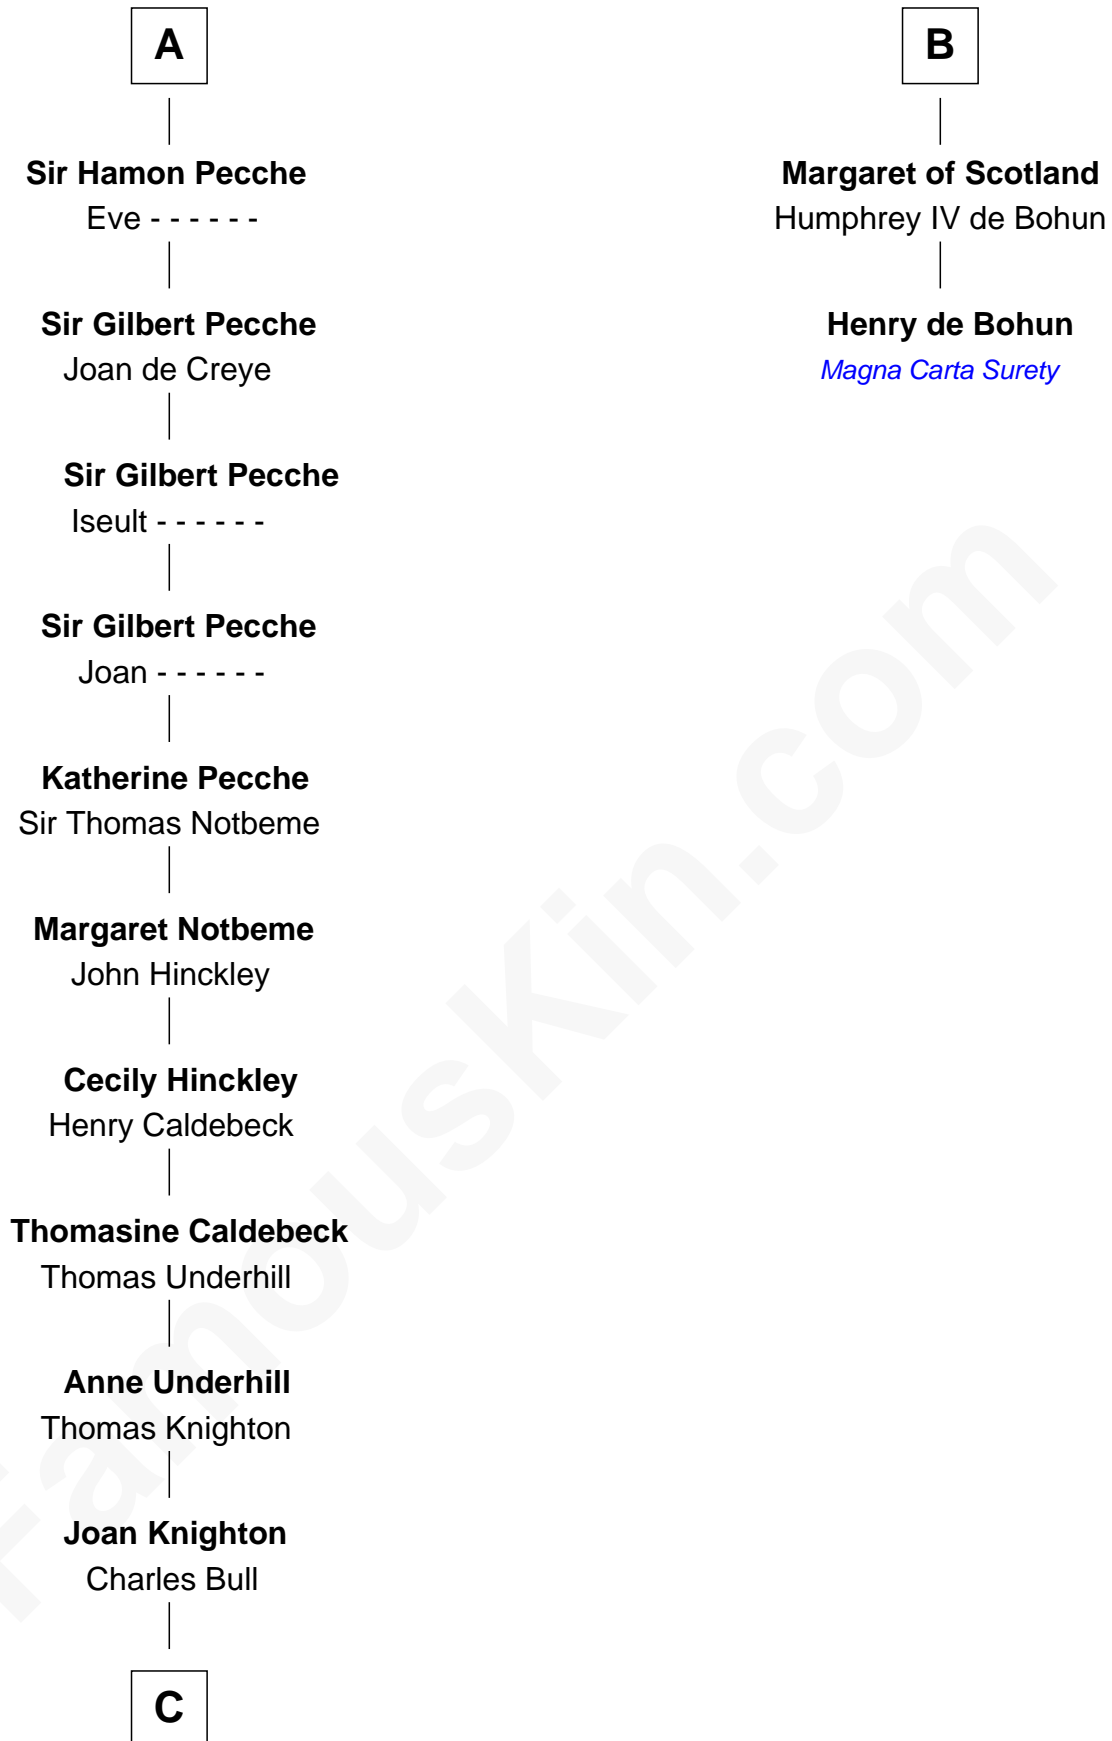 A
B
Sir Hamon Pecche
Eve - - - - - -
Margaret of Scotland
Humphrey IV de Bohun
Sir Gilbert Pecche
Joan de Creye
Henry de Bohun
Magna Carta Surety
Sir Gilbert Pecche
Iseult - - - - - -
Sir Gilbert Pecche
Joan - - - - - -
Katherine Pecche
Sir Thomas Notbeme
Margaret Notbeme
John Hinckley
Cecily Hinckley
Henry Caldebeck
Thomasine Caldebeck
Thomas Underhill
Anne Underhill
Thomas Knighton
Joan Knighton
Charles Bull
C
FamousKin.com